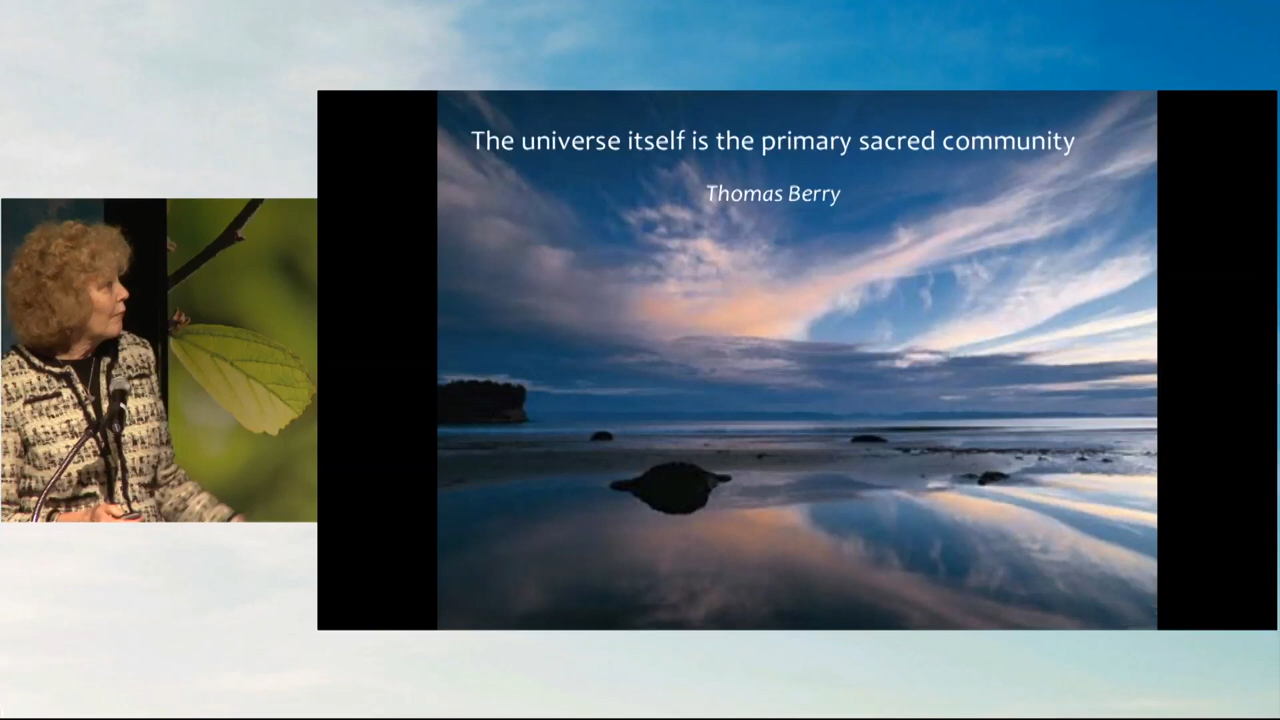 The universe itself is the primary sacred community
Thomas Berry